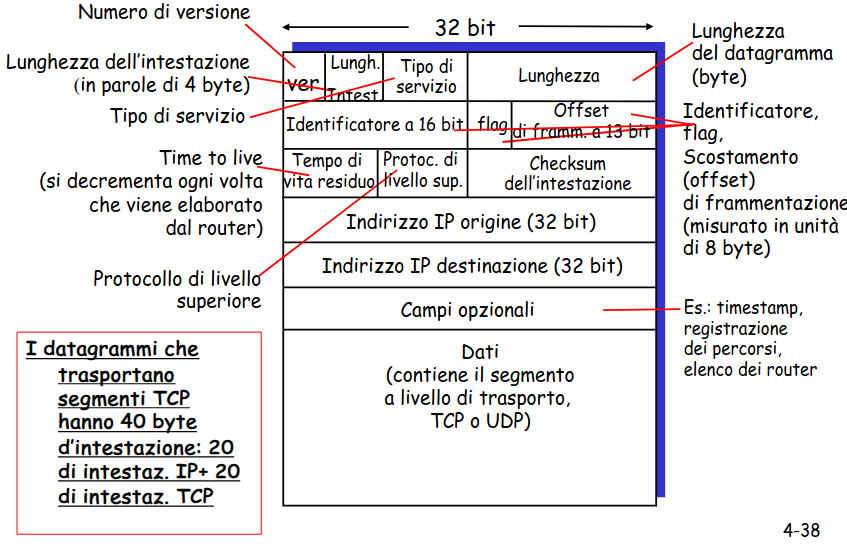 Numero di versione
32 bit
Lunghezza dell'intestazione
(in parole di 4 byte)
Tipo di servizio
Time to live
(si decrementa ogni volta
che viene elaborato
dal router)
Protocollo di livello
superiore
ver
Lungh.
Intest.
Tipo di
servizio
Lunghezza
Identificatore a 16 bit
flag
Offset
di framm. a 13 bit
Tempo di
vita residuo
Protoc. di
livello sup.
Checksum
dell'intestazione
Indirizzo IP origine (32 bit)
Indirizzo IP destinazione (32 bit)
Campi opzionali
Dati
(contiene il segmento
a livello di trasporto,
TCP o UDP)
Lunghezza
del datagramma
(byte)
Identificatore,
flag,
Scostamento
(offset)
di frammentazione
(misurato in unità
di 8 byte)
Es.: timestamp,
registrazione
dei percorsi,
elenco dei router
I datagrammi che
trasportano
segmenti TCP
hanno 40 byte
d'intestazione: 20
di intestaz. IP+ 20
di intestaz. TCP
4-38